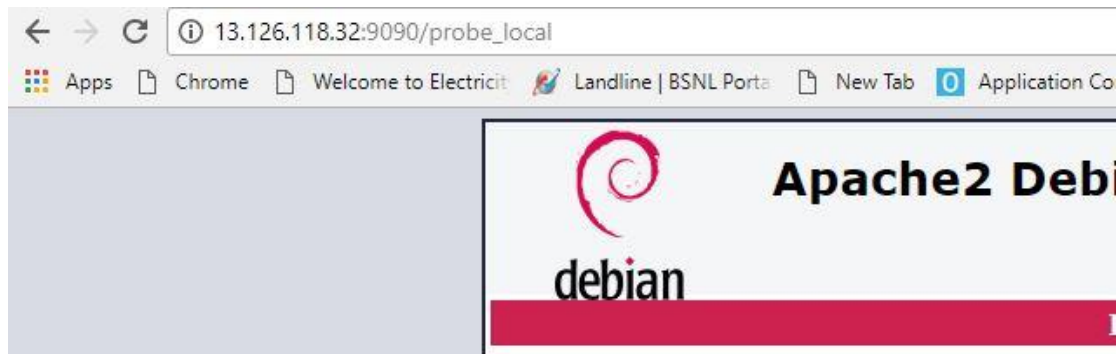 13.126.118.32:9090/probe_local
Apps Chrome Welcome to Electricit Landline | BSNL Porta New Tab O Application Co
Apache2 Debi
debian